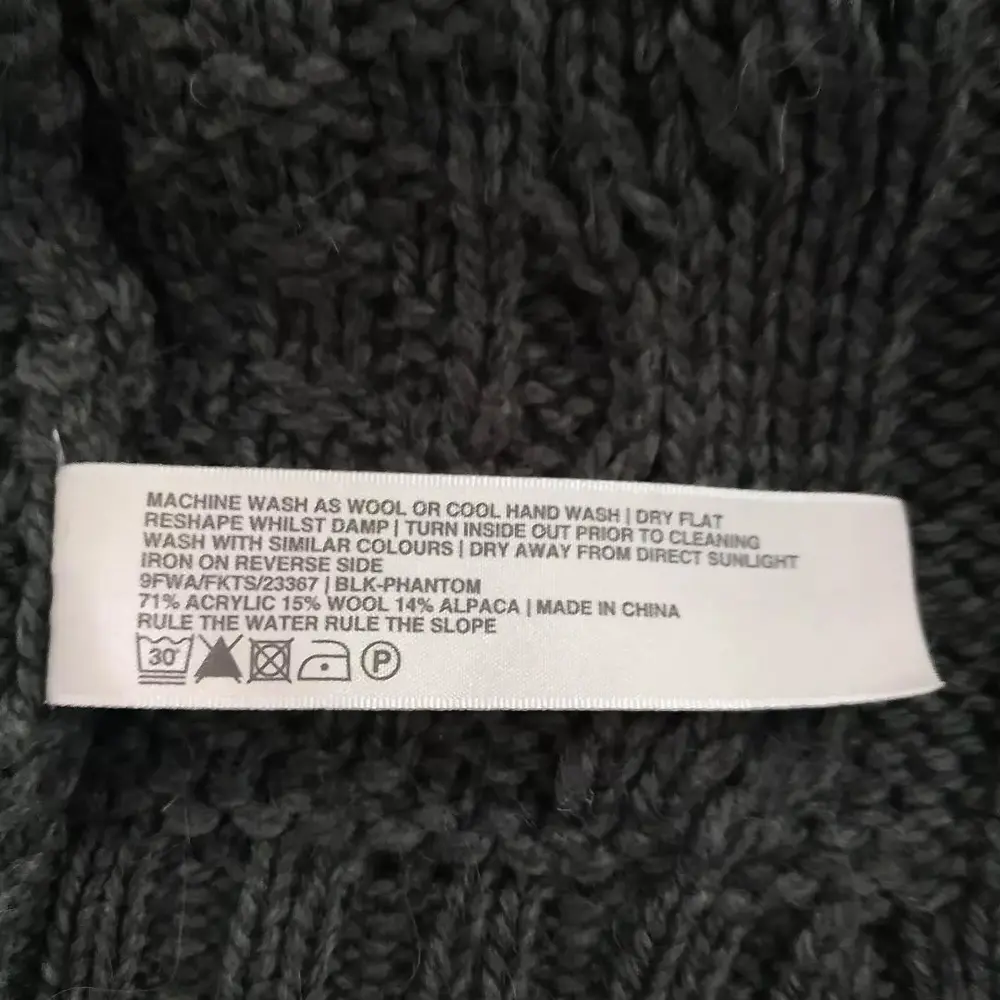 MACHINE WASH AS WOOL OR COOL HAND WASH | DRY FLAT
RESHAPE WHILST DAMP | TURN INSIDE OUT PRIOR TO CLEANING
WASH WITH SIMILAR COLOURS | DRY AWAY FROM DIRECT SUNLIGHT
IRON ON REVERSE SIDE
9FWA/FKTS/23367 | BLK-PHANTOM
71% ACRYLIC 15% WOOL 14% ALPACA | MADE IN CHINA
RULE THE WATER RULE THE SLOPE
30° P